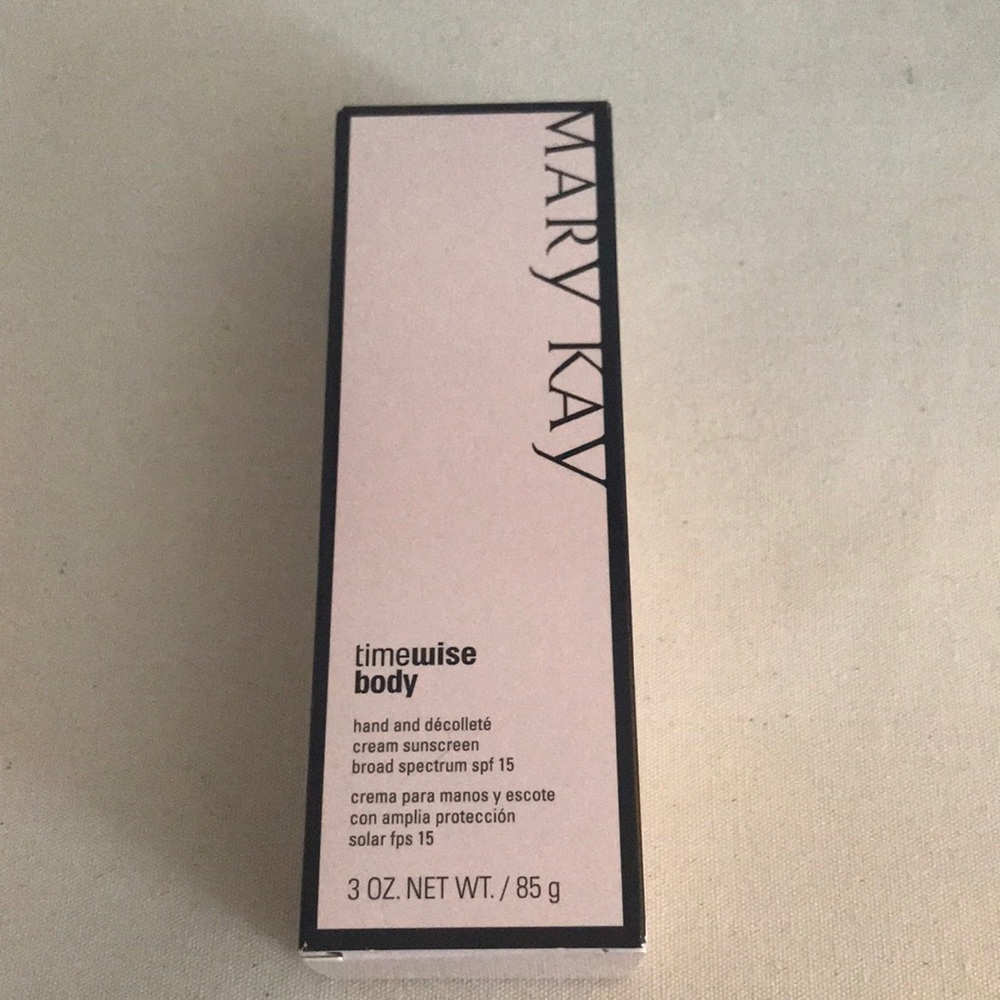 MARY KAY
timewise
body
hand and décolleté
cream sunscreen
broad spectrum spf 15
crema para manos y escote
con amplia protección
solar fps 15
3 OZ. NET WT. / 85 g